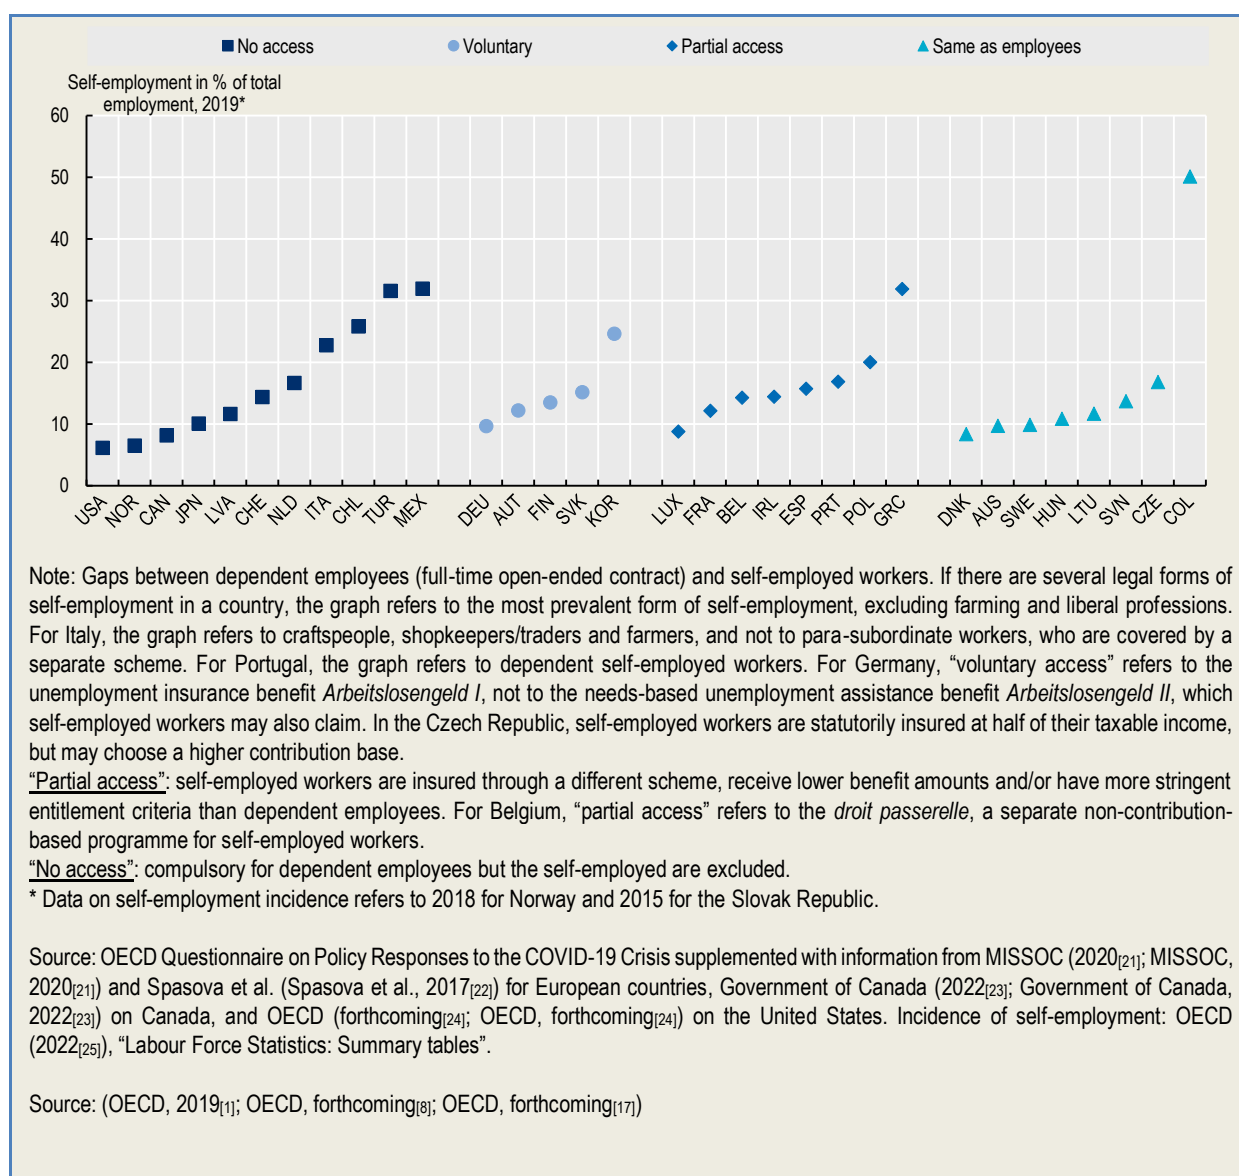 No access Voluntary Partial access Same as employees
Self-employment in % of total
employment, 2019*
60
50
40
30
20
10
0
USA NOR CAN JPN LVA CHE NLD ITA CHL TUR MEX DEU AUT FIN SVK KOR LUX FRA BEL IRL ESP PRT POL GRC DNK AUS SWE HUN LTU SVN CZE COL
Note: Gaps between dependent employees (full-time open-ended contract) and self-employed workers. If there are several legal forms of
self-employment in a country, the graph refers to the most prevalent form of self-employment, excluding farming and liberal professions.
For Italy, the graph refers to craftspeople, shopkeepers/traders and farmers, and not to para-subordinate workers, who are covered by a
separate scheme. For Portugal, the graph refers to dependent self-employed workers. For Germany, “voluntary access” refers to the
unemployment insurance benefit Arbeitslosengeld I, not to the needs-based unemployment assistance benefit Arbeitslosengeld II, which
self-employed workers may also claim. In the Czech Republic, self-employed workers are statutorily insured at half of their taxable income,
but may choose a higher contribution base.
“Partial access”: self-employed workers are insured through a different scheme, receive lower benefit amounts and/or have more stringent
entitlement criteria than dependent employees. For Belgium, “partial access” refers to the droit passerelle, a separate non-contribution-
based programme for self-employed workers.
“No access”: compulsory for dependent employees but the self-employed are excluded.
* Data on self-employment incidence refers to 2018 for Norway and 2015 for the Slovak Republic.
Source: OECD Questionnaire on Policy Responses to the COVID-19 Crisis supplemented with information from MISSOC (2020[21]; MISSOC,
2020[21]) and Spasova et al. (Spasova et al., 2017[22]) for European countries, Government of Canada (2022[23]; Government of Canada,
2022[23]) on Canada, and OECD (forthcoming[24]; OECD, forthcoming[24]) on the United States. Incidence of self-employment: OECD
(2022[25]), “Labour Force Statistics: Summary tables”.
Source: (OECD, 2019[1]; OECD, forthcoming[8]; OECD, forthcoming[17])